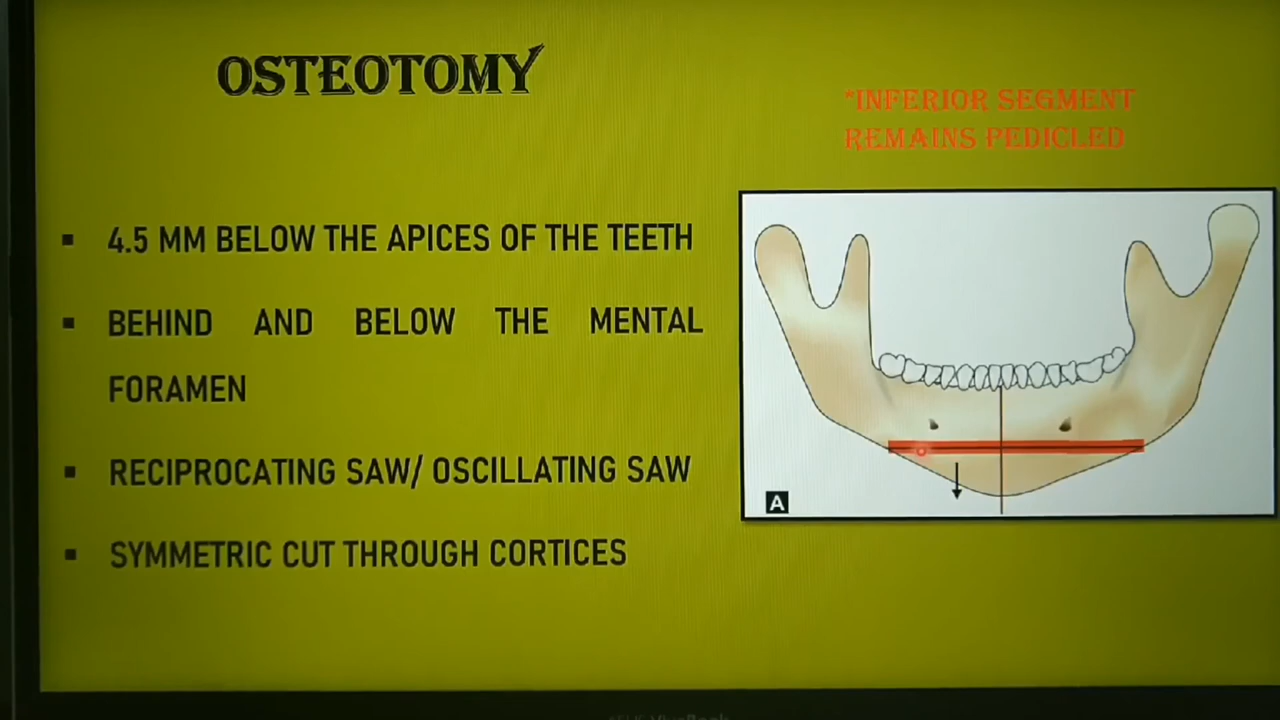 OSTEOTOMY
*INFERIOR SEGMENT
REMAINS PEDICLED
▪ 4.5 MM BELOW THE APICES OF THE TEETH
▪ BEHIND AND BELOW THE MENTAL
FORAMEN
▪ RECIPROCATING SAW/ OSCILLATING SAW
▪ SYMMETRIC CUT THROUGH CORTICES
A